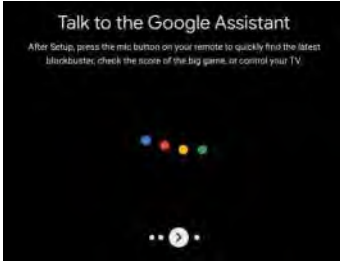 Talk to the Google Assistant
After Setup, press the mic button on your remote to quickly find the latest
blockbuster, check the score of the big game, or control your TV.